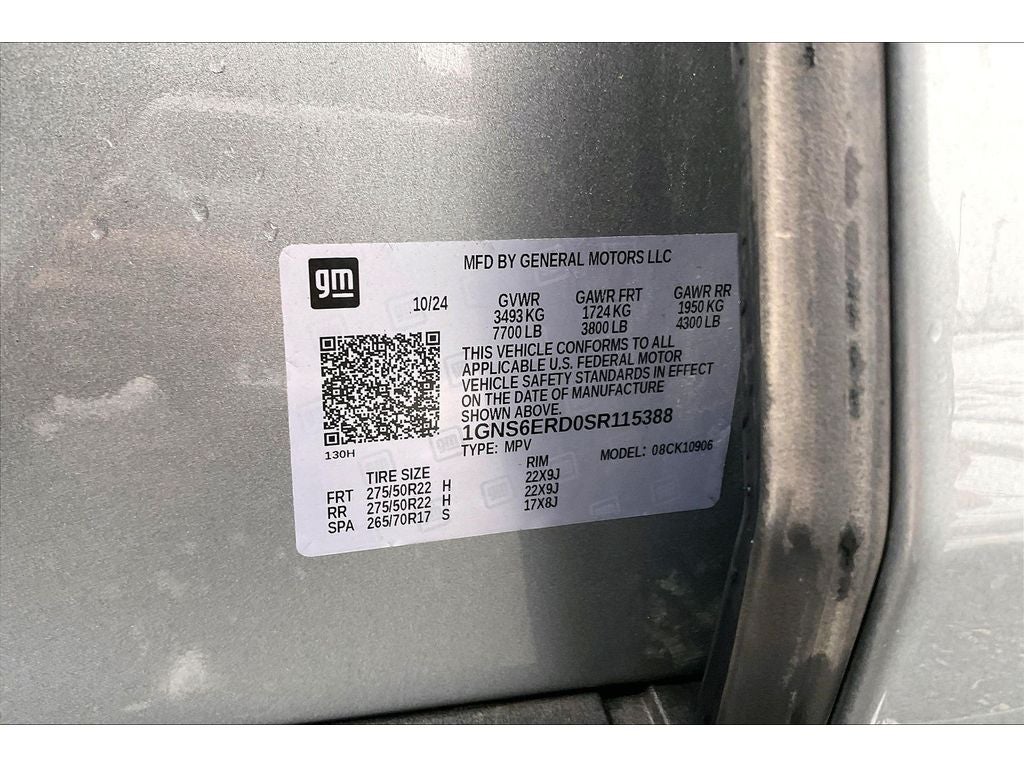 gm
MFD BY GENERAL MOTORS LLC
10/24 GVWR GAWR FRT GAWR RR
3493 KG 1724 KG 1950 KG
7700 LB 3800 LB 4300 LB
THIS VEHICLE CONFORMS TO ALL
APPLICABLE U.S. FEDERAL MOTOR
VEHICLE SAFETY STANDARDS IN EFFECT
ON THE DATE OF MANUFACTURE
SHOWN ABOVE.
1GNS6ERD0SR115388
130H
TYPE: MPV MODEL: 08CK10906
TIRE SIZE RIM
FRT 275/50R22 H 22X9J
RR 275/50R22 H 22X9J
SPA 265/70R17 S 17X8J